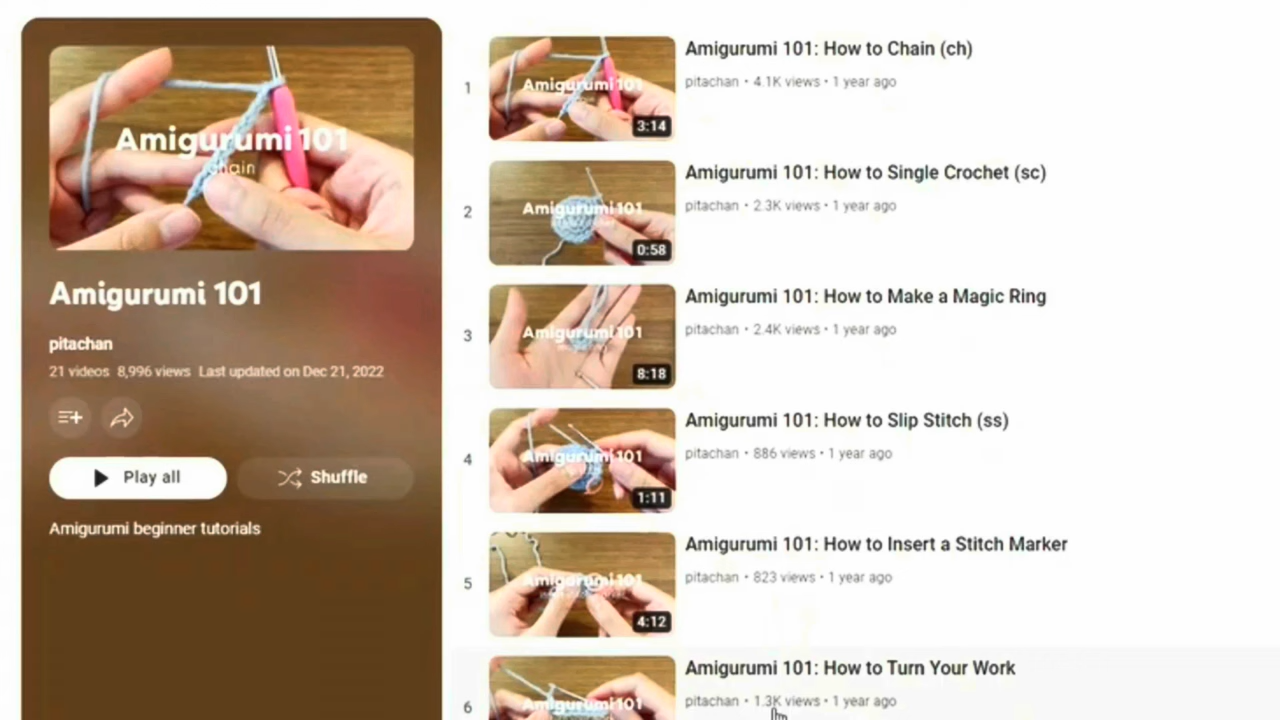 Amigurumi 101
chain
Amigurumi 101
pitachan
21 videos 8,996 views Last updated on Dec 21, 2022
Play all
Shuffle
Amigurumi beginner tutorials
1
Amigurumi 101
3:14
Amigurumi 101: How to Chain (ch)
pitachan • 4.1K views • 1 year ago
2
Amigurumi 101
0:58
Amigurumi 101: How to Single Crochet (sc)
pitachan • 2.3K views • 1 year ago
3
Amigurumi 101
8:18
Amigurumi 101: How to Make a Magic Ring
pitachan • 2.4K views • 1 year ago
4
Amigurumi 101
1:11
Amigurumi 101: How to Slip Stitch (ss)
pitachan • 886 views • 1 year ago
5
Amigurumi 101
4:12
Amigurumi 101: How to Insert a Stitch Marker
pitachan • 823 views • 1 year ago
6
Amigurumi 101
Amigurumi 101: How to Turn Your Work
pitachan • 1.3K views • 1 year ago